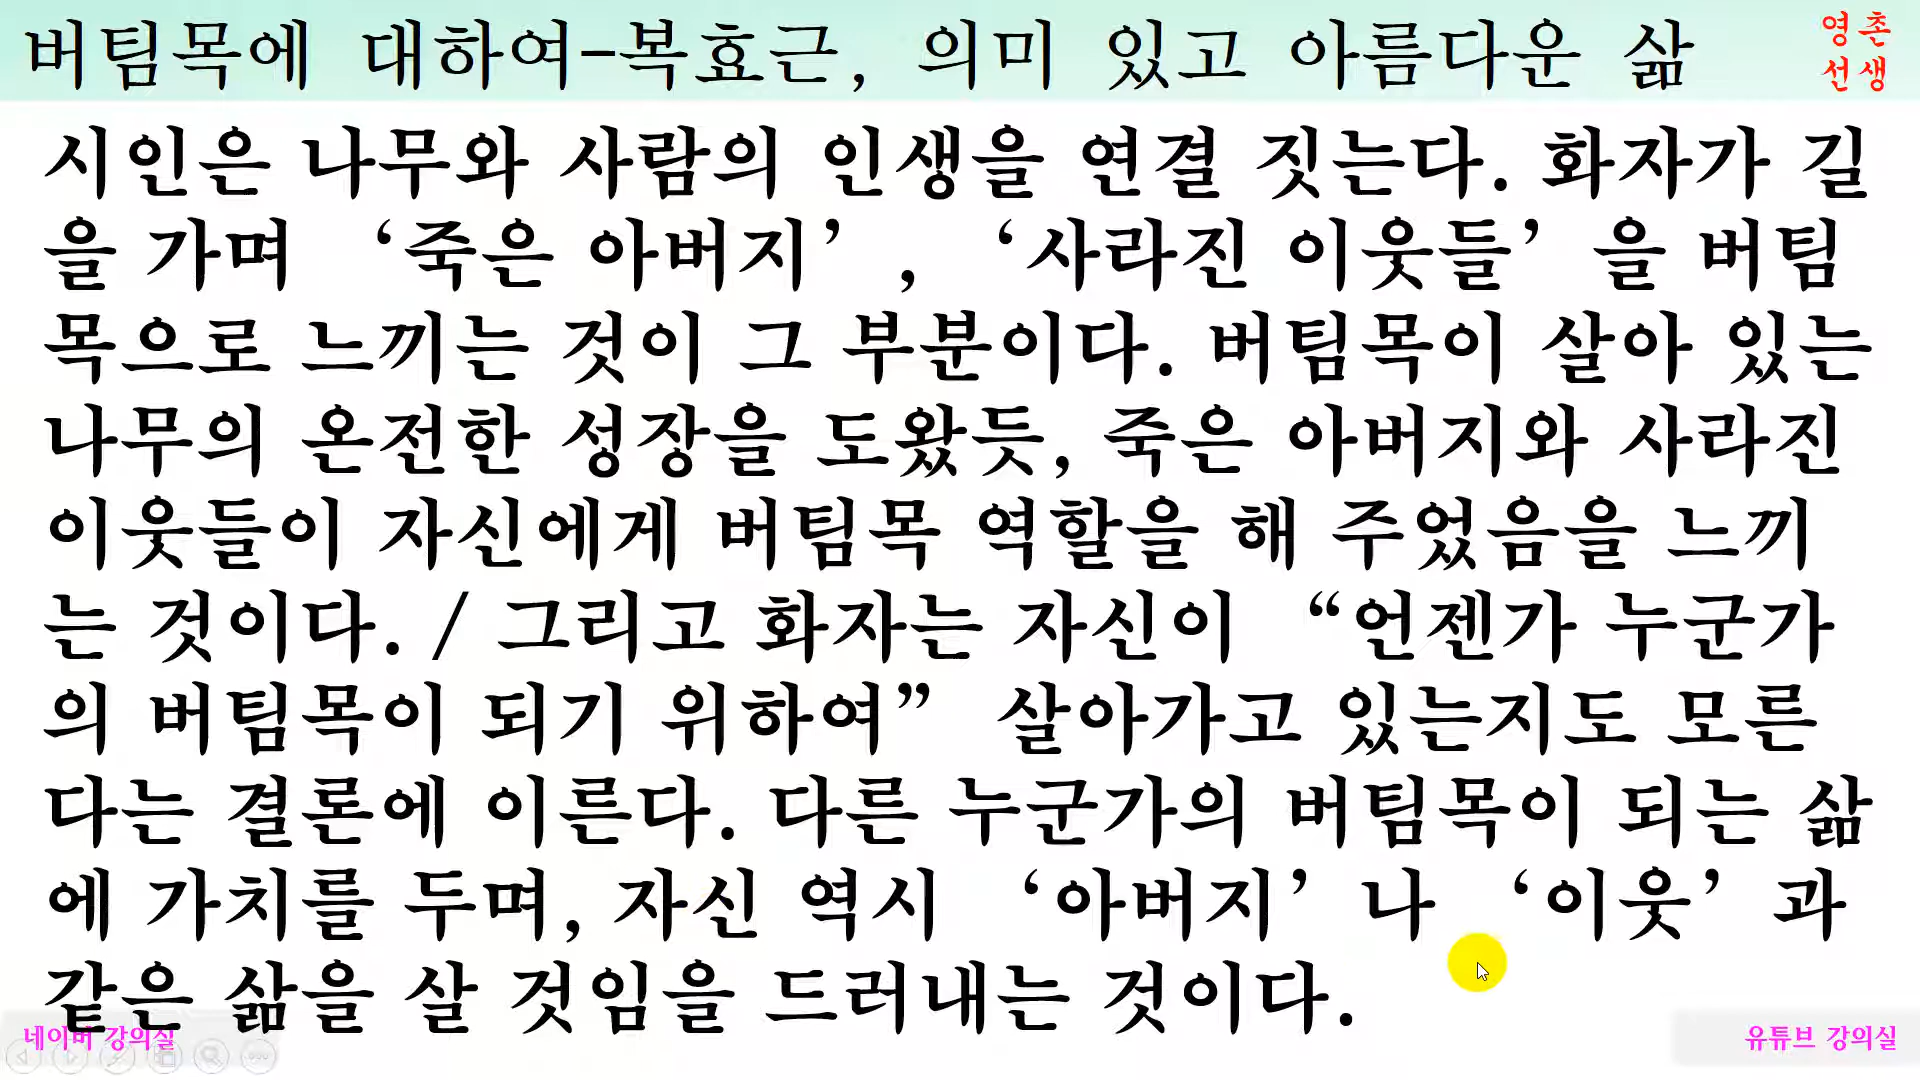 버팀목에 대하여-복효근, 의미 있고 아름다운 삶
영촌
선생
시인은 나무와 사람의 인생을 연결 짓는다. 화자가 길
을 가며 ‘죽은 아버지’, ‘사라진 이웃들’을 버팀
목으로 느끼는 것이 그 부분이다. 버팀목이 살아 있는
나무의 온전한 성장을 도왔듯, 죽은 아버지와 사라진
이웃들이 자신에게 버팀목 역할을 해 주었음을 느끼
는 것이다. / 그리고 화자는 자신이 “언젠가 누군가
의 버팀목이 되기 위하여” 살아가고 있는지도 모른
다는 결론에 이른다. 다른 누군가의 버팀목이 되는 삶
에 가치를 두며, 자신 역시 ‘아버지’나 ‘이웃’과
같은 삶을 살 것임을 드러내는 것이다.
네이버 강의실
유튜브 강의실